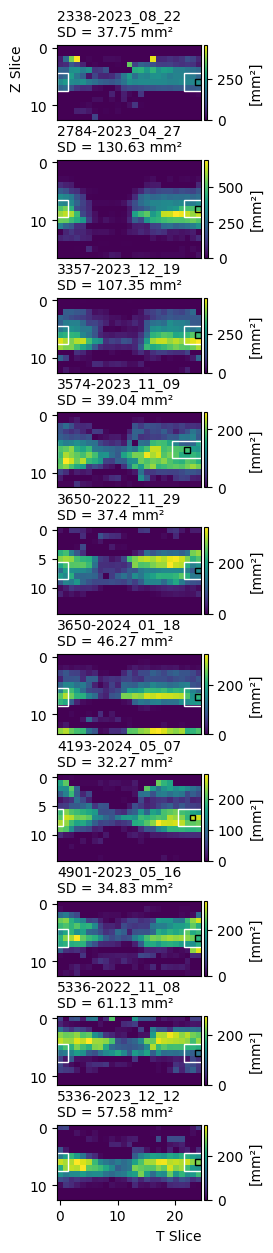 2338-2023_08_22
SD = 37.75 mm²
Z Slice
0
10
250
0
[mm²]
2784-2023_04_27
SD = 130.63 mm²
0
10
500
250
0
[mm²]
3357-2023_12_19
SD = 107.35 mm²
0
10
250
0
[mm²]
3574-2023_11_09
SD = 39.04 mm²
0
10
200
0
[mm²]
3650-2022_11_29
SD = 37.4 mm²
0
5
10
200
0
[mm²]
3650-2024_01_18
SD = 46.27 mm²
0
10
200
0
[mm²]
4193-2024_05_07
SD = 32.27 mm²
0
5
10
200
100
0
[mm²]
4901-2023_05_16
SD = 34.83 mm²
0
10
200
0
[mm²]
5336-2022_11_08
SD = 61.13 mm²
0
10
200
0
[mm²]
5336-2023_12_12
SD = 57.58 mm²
0
10
200
0
[mm²]
0 10 20
T Slice